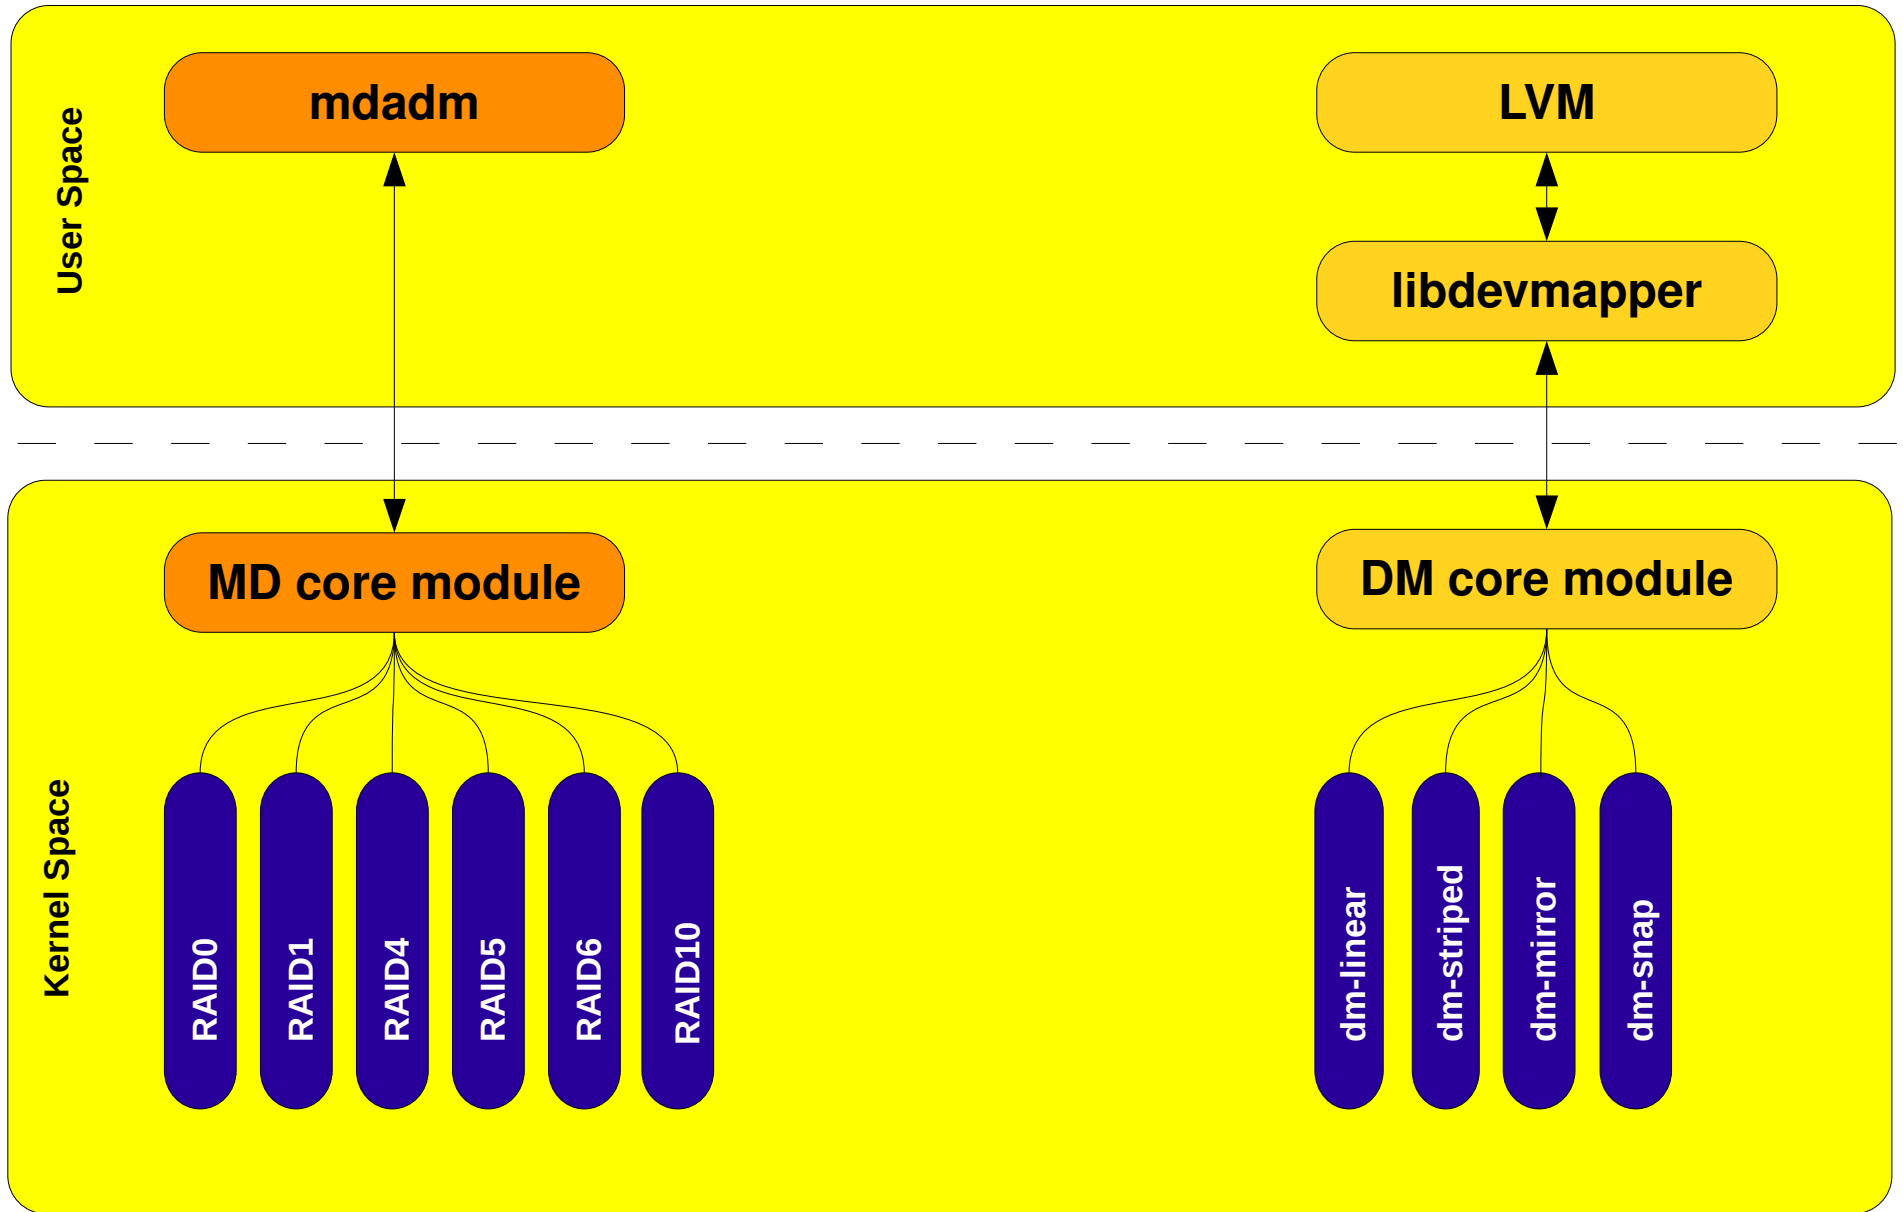 User Space
mdadm
LVM
libdevmapper
Kernel Space
MD core module
DM core module
RAID0
RAID1
RAID4
RAID5
RAID6
RAID10
dm-linear
dm-striped
dm-mirror
dm-snap